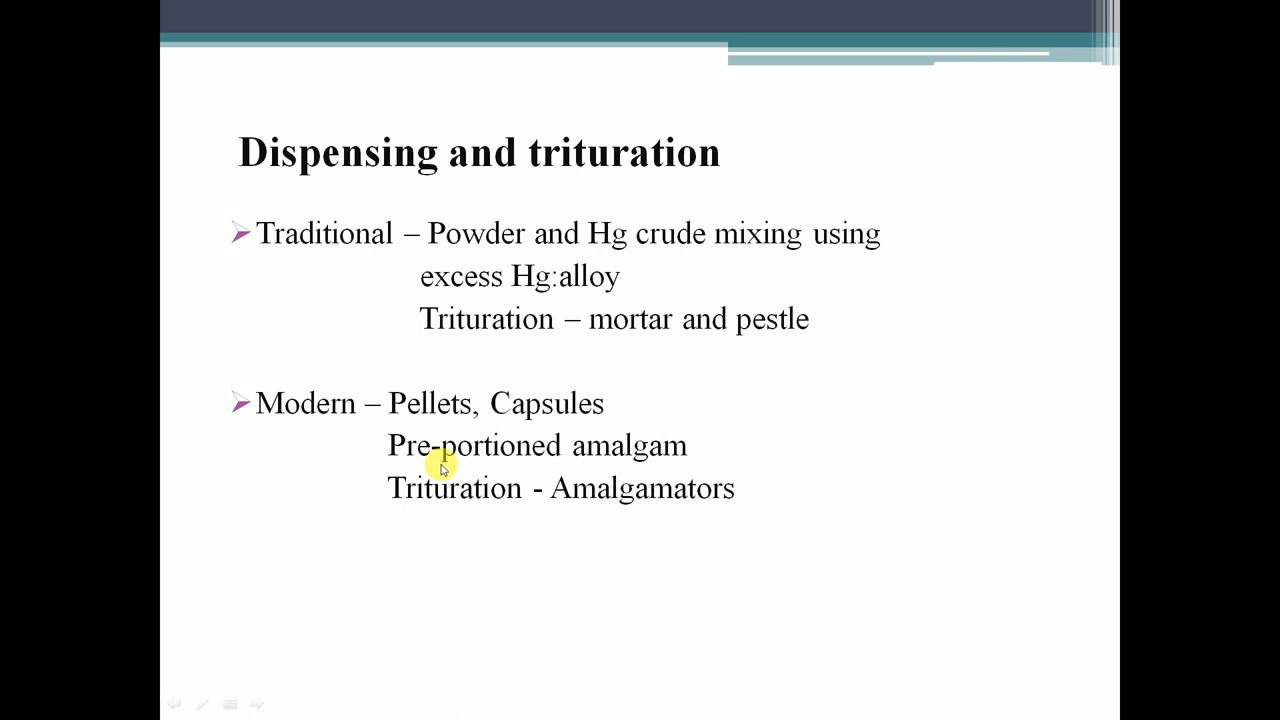 Dispensing and trituration
Traditional – Powder and Hg crude mixing using
excess Hg:alloy
Trituration – mortar and pestle
Modern – Pellets, Capsules
Pre-portioned amalgam
Trituration - Amalgamators